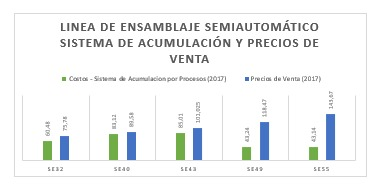 LINEA DE ENSAMBLAJE SEMIAUTOMÁTICO
SISTEMA DE ACUMULACIÓN Y PRECIOS DE
VENTA
Costos - Sistema de Acumulacion por Procesos (2017) Precios de Venta (2017)
60,48 75,78 83,12 89,58 85,01 101,025 43,24 118,47 43,34 143,67
SE32 SE40 SE43 SE49 SE55